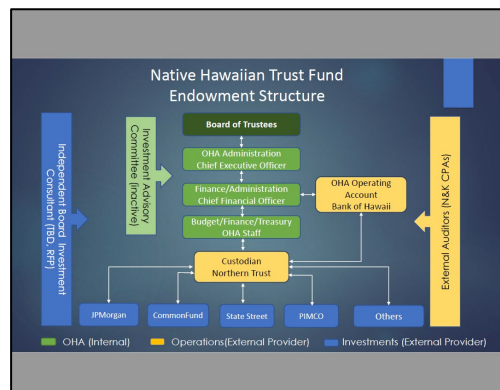 Native Hawaiian Trust Fund
Endowment Structure
Independent Board Investment
Consultant (TBD, RFP)
Investment Advisory
Committee (inactive)
Board of Trustees
OHA Administration
Chief Executive Officer
Finance/Administration
Chief Financial Officer
OHA Operating
Account
Bank of Hawaii
Budget/Finance/Treasury
OHA Staff
Custodian
Northern Trust
External Auditors (N&K CPAs)
JPMorgan
CommonFund
State Street
PIMCO
Others
OHA (Internal)
Operations(External Provider)
Investments (External Provider)